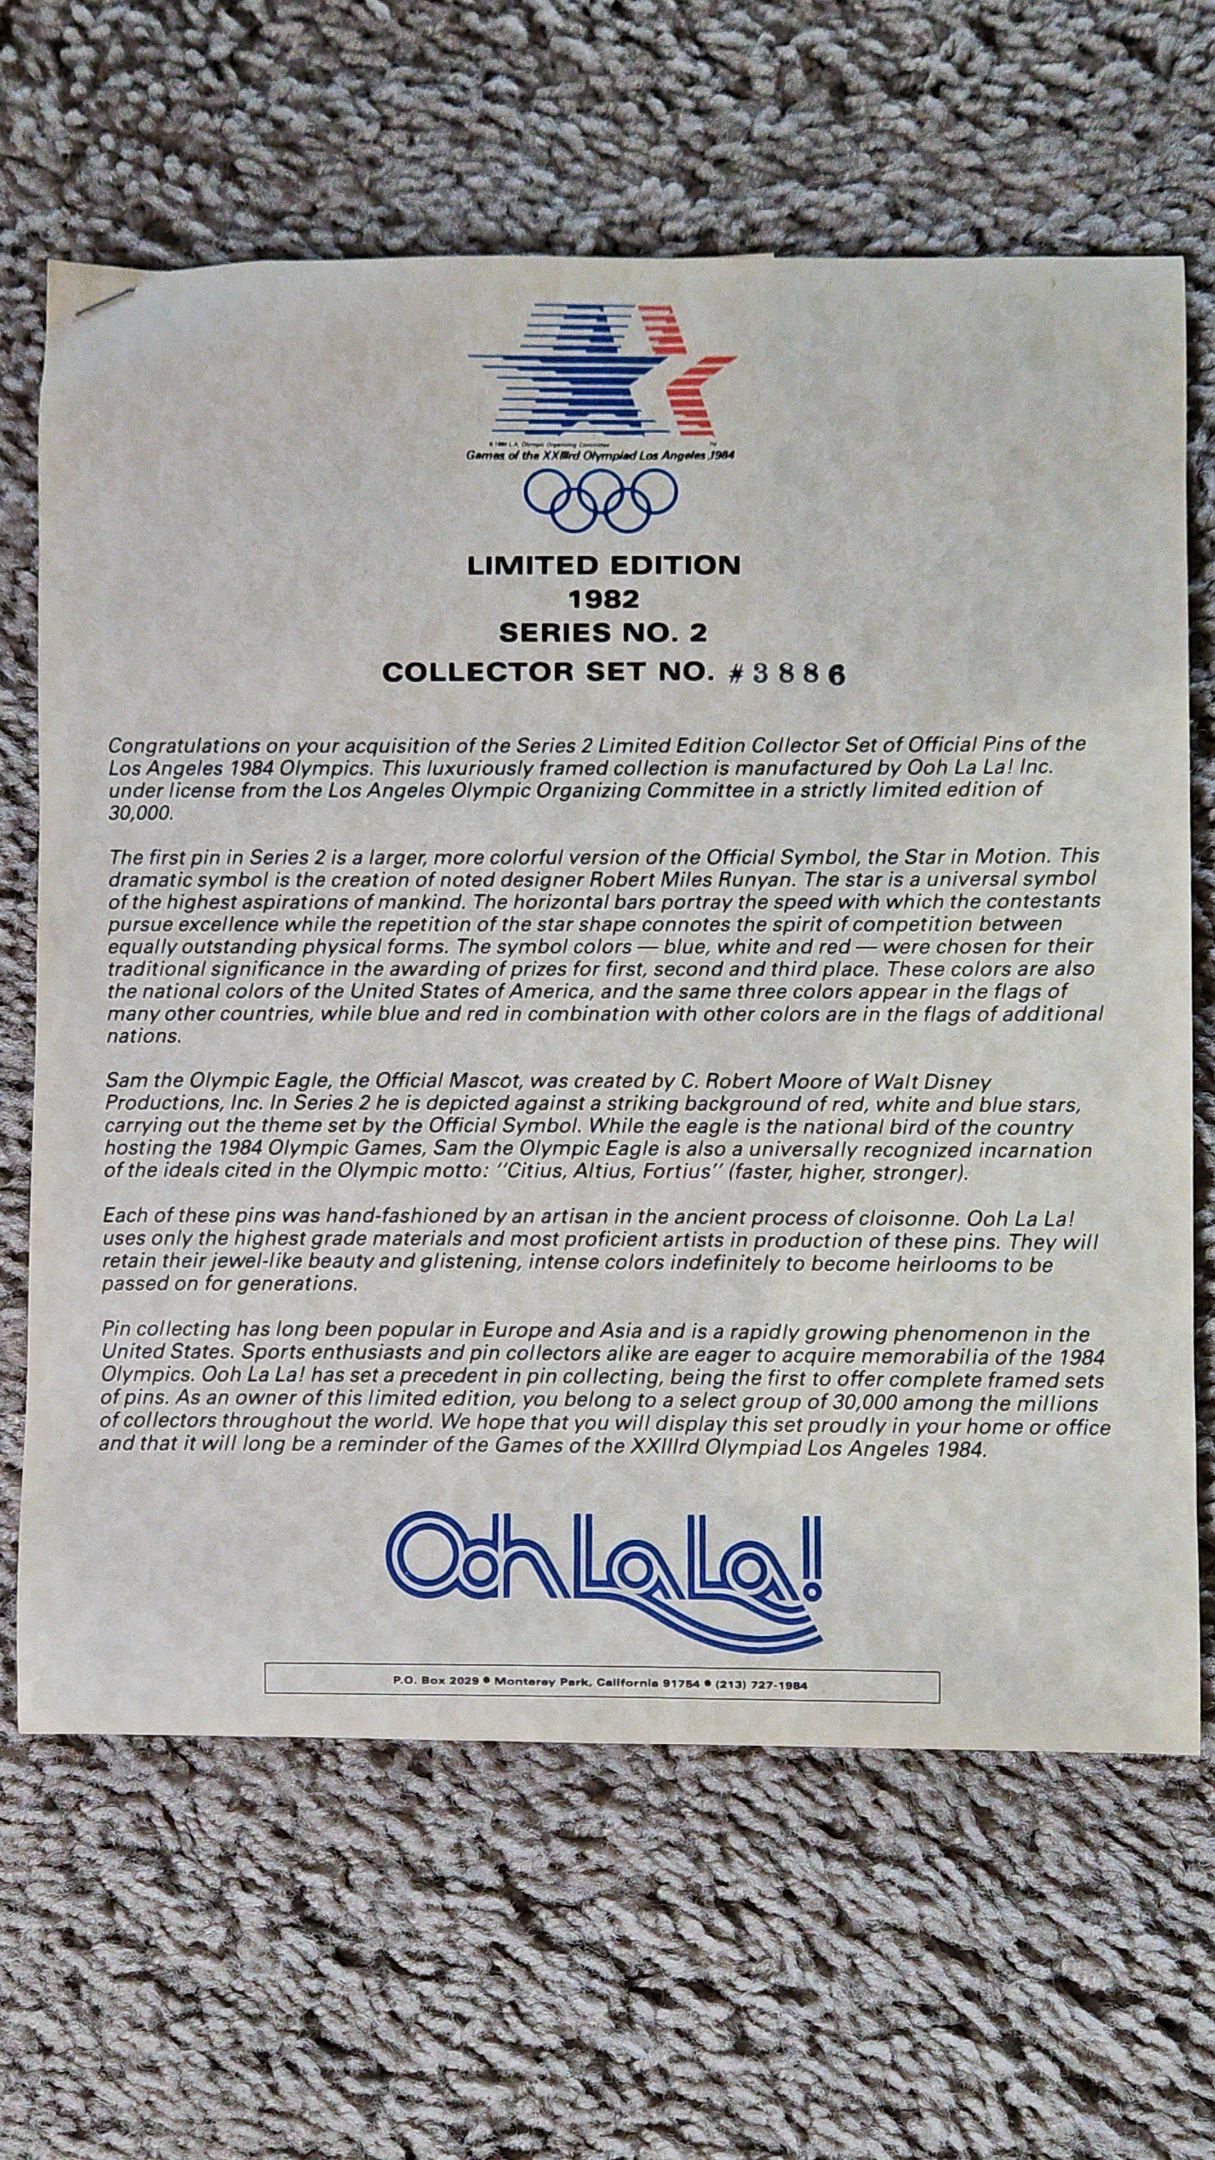 © 1980 L.A. Olympic Organizing Committee TM
Games of the XXIIIrd Olympiad Los Angeles 1984
LIMITED EDITION
1982
SERIES NO. 2
COLLECTOR SET NO. #3886
Congratulations on your acquisition of the Series 2 Limited Edition Collector Set of Official Pins of the
Los Angeles 1984 Olympics. This luxuriously framed collection is manufactured by Ooh La La! Inc.
under license from the Los Angeles Olympic Organizing Committee in a strictly limited edition of
30,000.
The first pin in Series 2 is a larger, more colorful version of the Official Symbol, the Star in Motion. This
dramatic symbol is the creation of noted designer Robert Miles Runyan. The star is a universal symbol
of the highest aspirations of mankind. The horizontal bars portray the speed with which the contestants
pursue excellence while the repetition of the star shape connotes the spirit of competition between
equally outstanding physical forms. The symbol colors — blue, white and red — were chosen for their
traditional significance in the awarding of prizes for first, second and third place. These colors are also
the national colors of the United States of America, and the same three colors appear in the flags of
many other countries, while blue and red in combination with other colors are in the flags of additional
nations.
Sam the Olympic Eagle, the Official Mascot, was created by C. Robert Moore of Walt Disney
Productions, Inc. In Series 2 he is depicted against a striking background of red, white and blue stars,
carrying out the theme set by the Official Symbol. While the eagle is the national bird of the country
hosting the 1984 Olympic Games, Sam the Olympic Eagle is also a universally recognized incarnation
of the ideals cited in the Olympic motto: "Citius, Altius, Fortius" (faster, higher, stronger).
Each of these pins was hand-fashioned by an artisan in the ancient process of cloisonne. Ooh La La!
uses only the highest grade materials and most proficient artists in production of these pins. They will
retain their jewel-like beauty and glistening, intense colors indefinitely to become heirlooms to be
passed on for generations.
Pin collecting has long been popular in Europe and Asia and is a rapidly growing phenomenon in the
United States. Sports enthusiasts and pin collectors alike are eager to acquire memorabilia of the 1984
Olympics. Ooh La La! has set a precedent in pin collecting, being the first to offer complete framed sets
of pins. As an owner of this limited edition, you belong to a select group of 30,000 among the millions
of collectors throughout the world. We hope that you will display this set proudly in your home or office
and that it will long be a reminder of the Games of the XXIIIrd Olympiad Los Angeles 1984.
Ooh La La!
P.O. Box 2029 • Monterey Park, California 91754 • (213) 727-1984